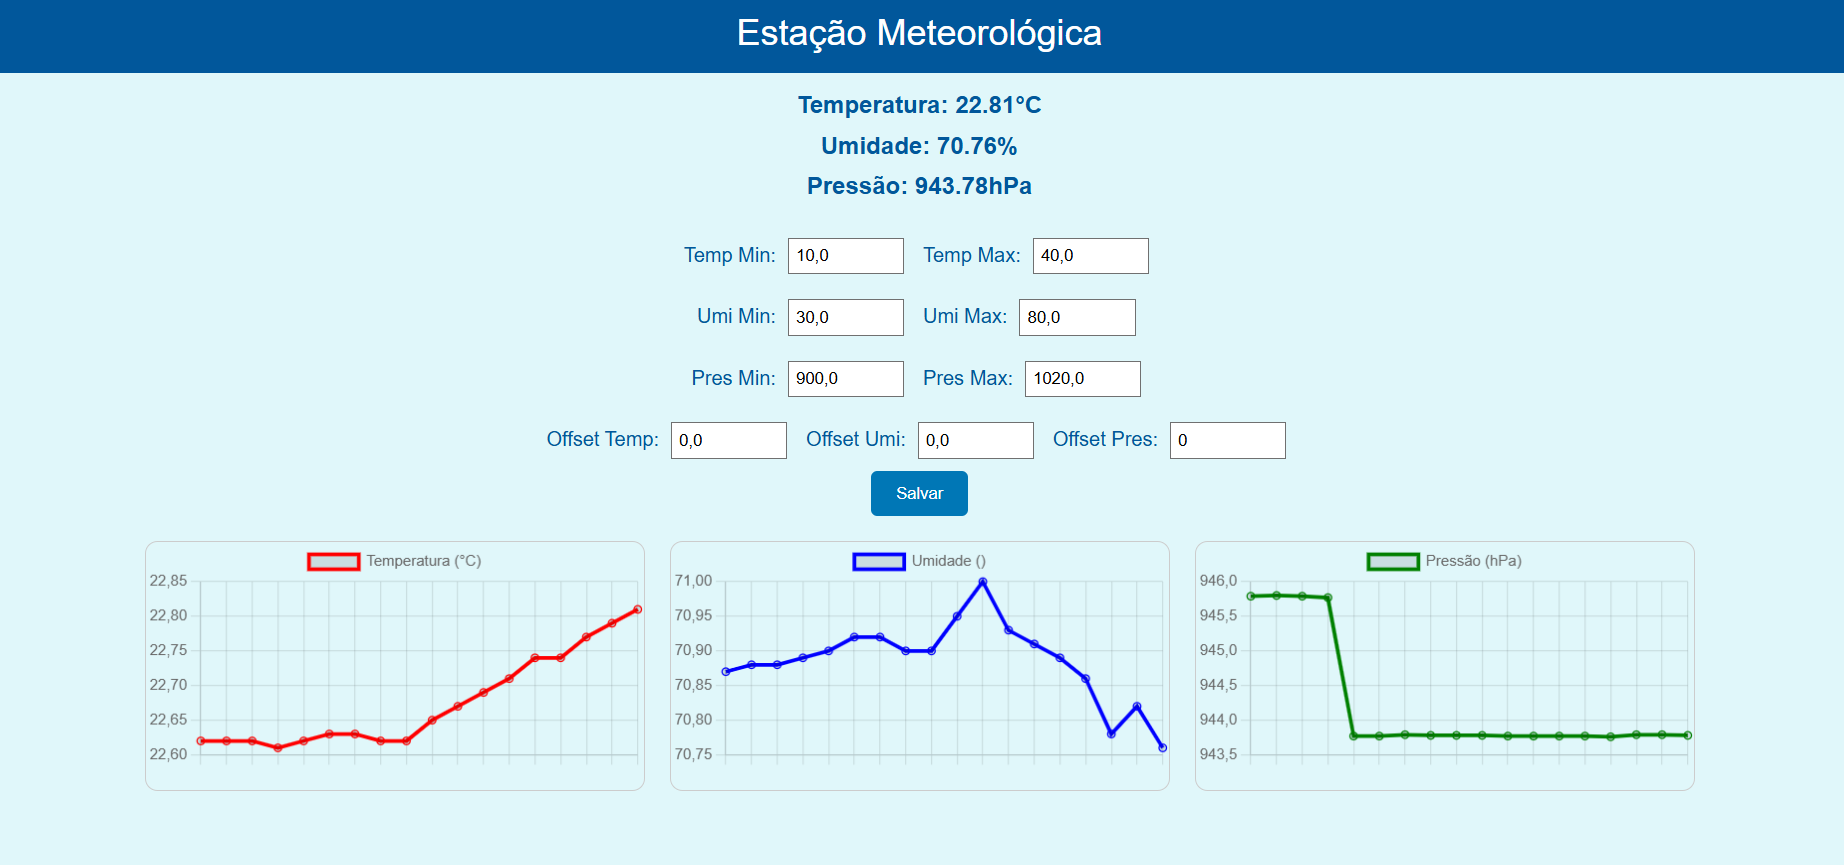 Estação Meteorológica
Temperatura: 22.81°C
Umidade: 70.76%
Pressão: 943.78hPa
Temp Min: 10,0 Temp Max: 40,0
Umi Min: 30,0 Umi Max: 80,0
Pres Min: 900,0 Pres Max: 1020,0
Offset Temp: 0,0 Offset Umi: 0,0 Offset Pres: 0
Salvar
Temperatura (°C)
22,85
22,80
22,75
22,70
22,65
22,60
Umidade ()
71,00
70,95
70,90
70,85
70,80
70,75
Pressão (hPa)
946,0
945,5
945,0
944,5
944,0
943,5